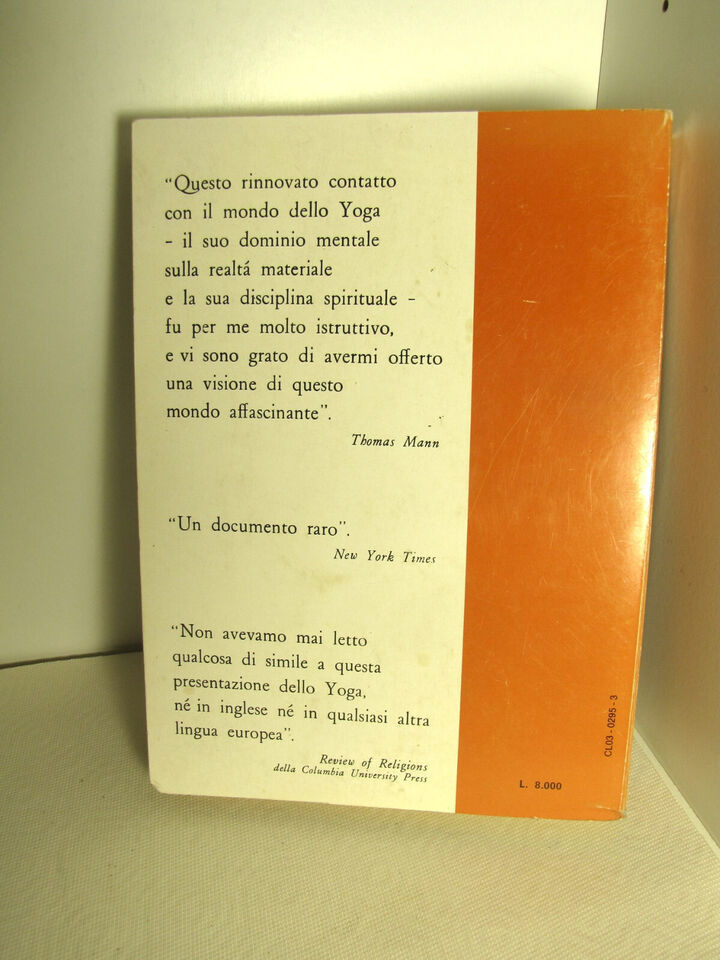 “Questo rinnovato contatto
con il mondo dello Yoga
- il suo dominio mentale
sulla realtá materiale
e la sua disciplina spirituale -
fu per me molto istruttivo,
e vi sono grato di avermi offerto
una visione di questo
mondo affascinante”.
Thomas Mann
“Un documento raro”.
New York Times
“Non avevamo mai letto
qualcosa di simile a questa
presentazione dello Yoga,
né in inglese né in qualsiasi altra
lingua europea”.
Review of Religions
della Columbia University Press
L. 8.000
CL03 - 0295 - 3